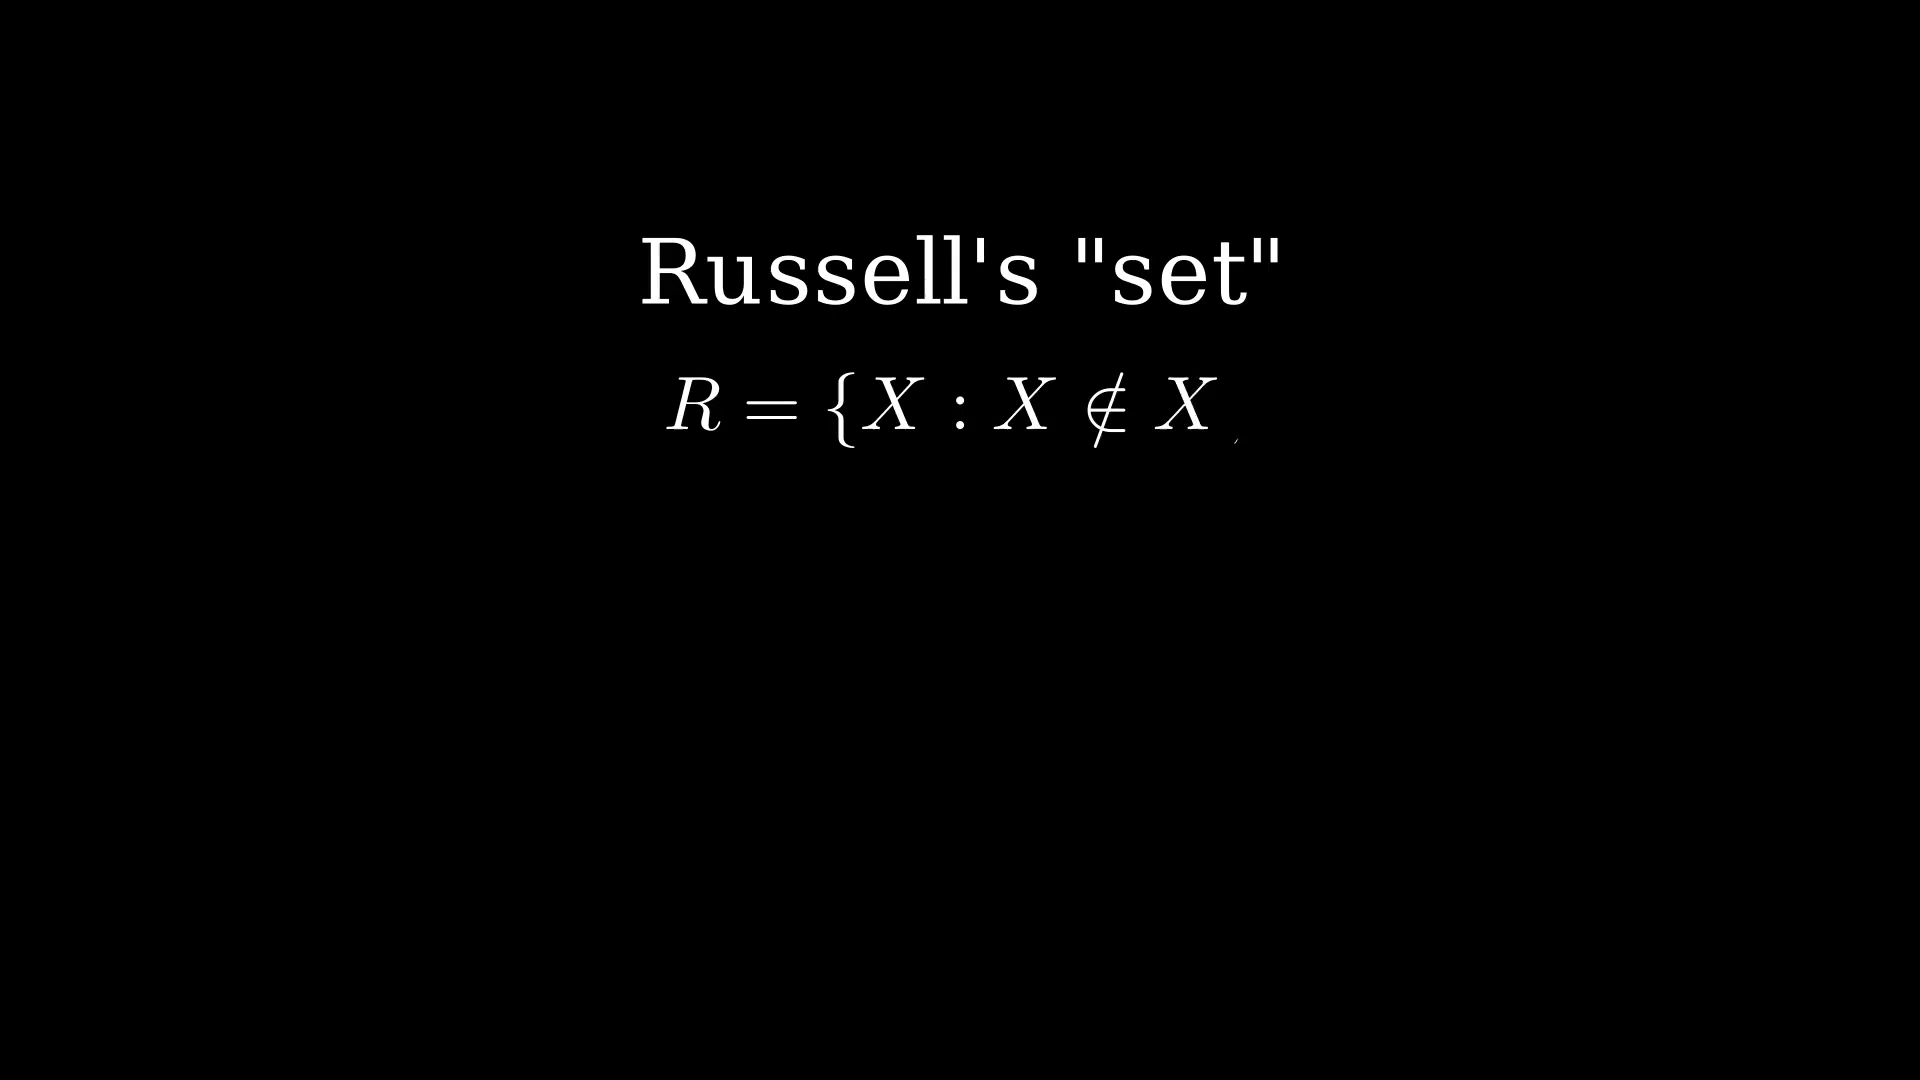 Russell's "set"
R = {X : X ∉ X